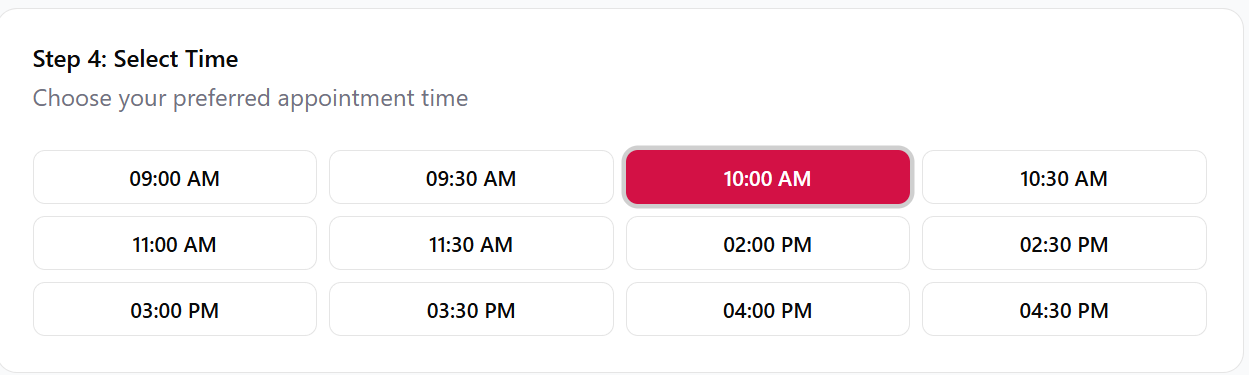 Step 4: Select Time
Choose your preferred appointment time
09:00 AM 09:30 AM 10:00 AM 10:30 AM
11:00 AM 11:30 AM 02:00 PM 02:30 PM
03:00 PM 03:30 PM 04:00 PM 04:30 PM